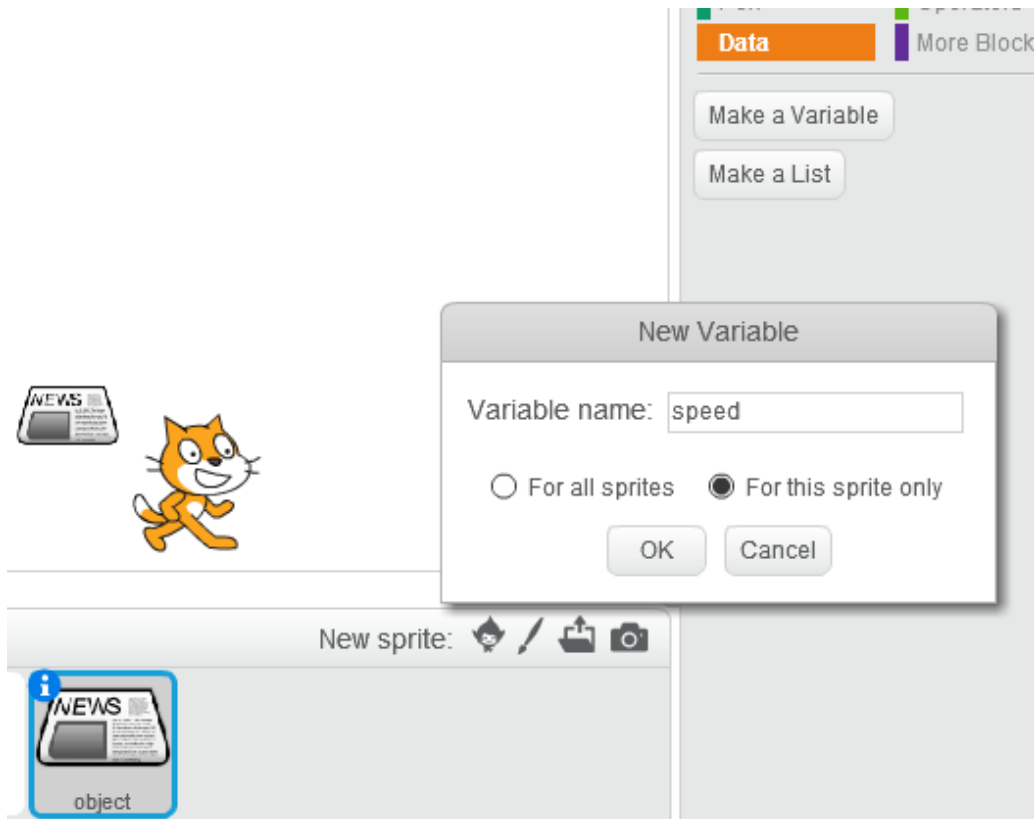 Data
More Block
Make a Variable
Make a List
New Variable
Variable name: speed
For all sprites For this sprite only
OK Cancel
NEWS
New sprite:
i
NEWS
object